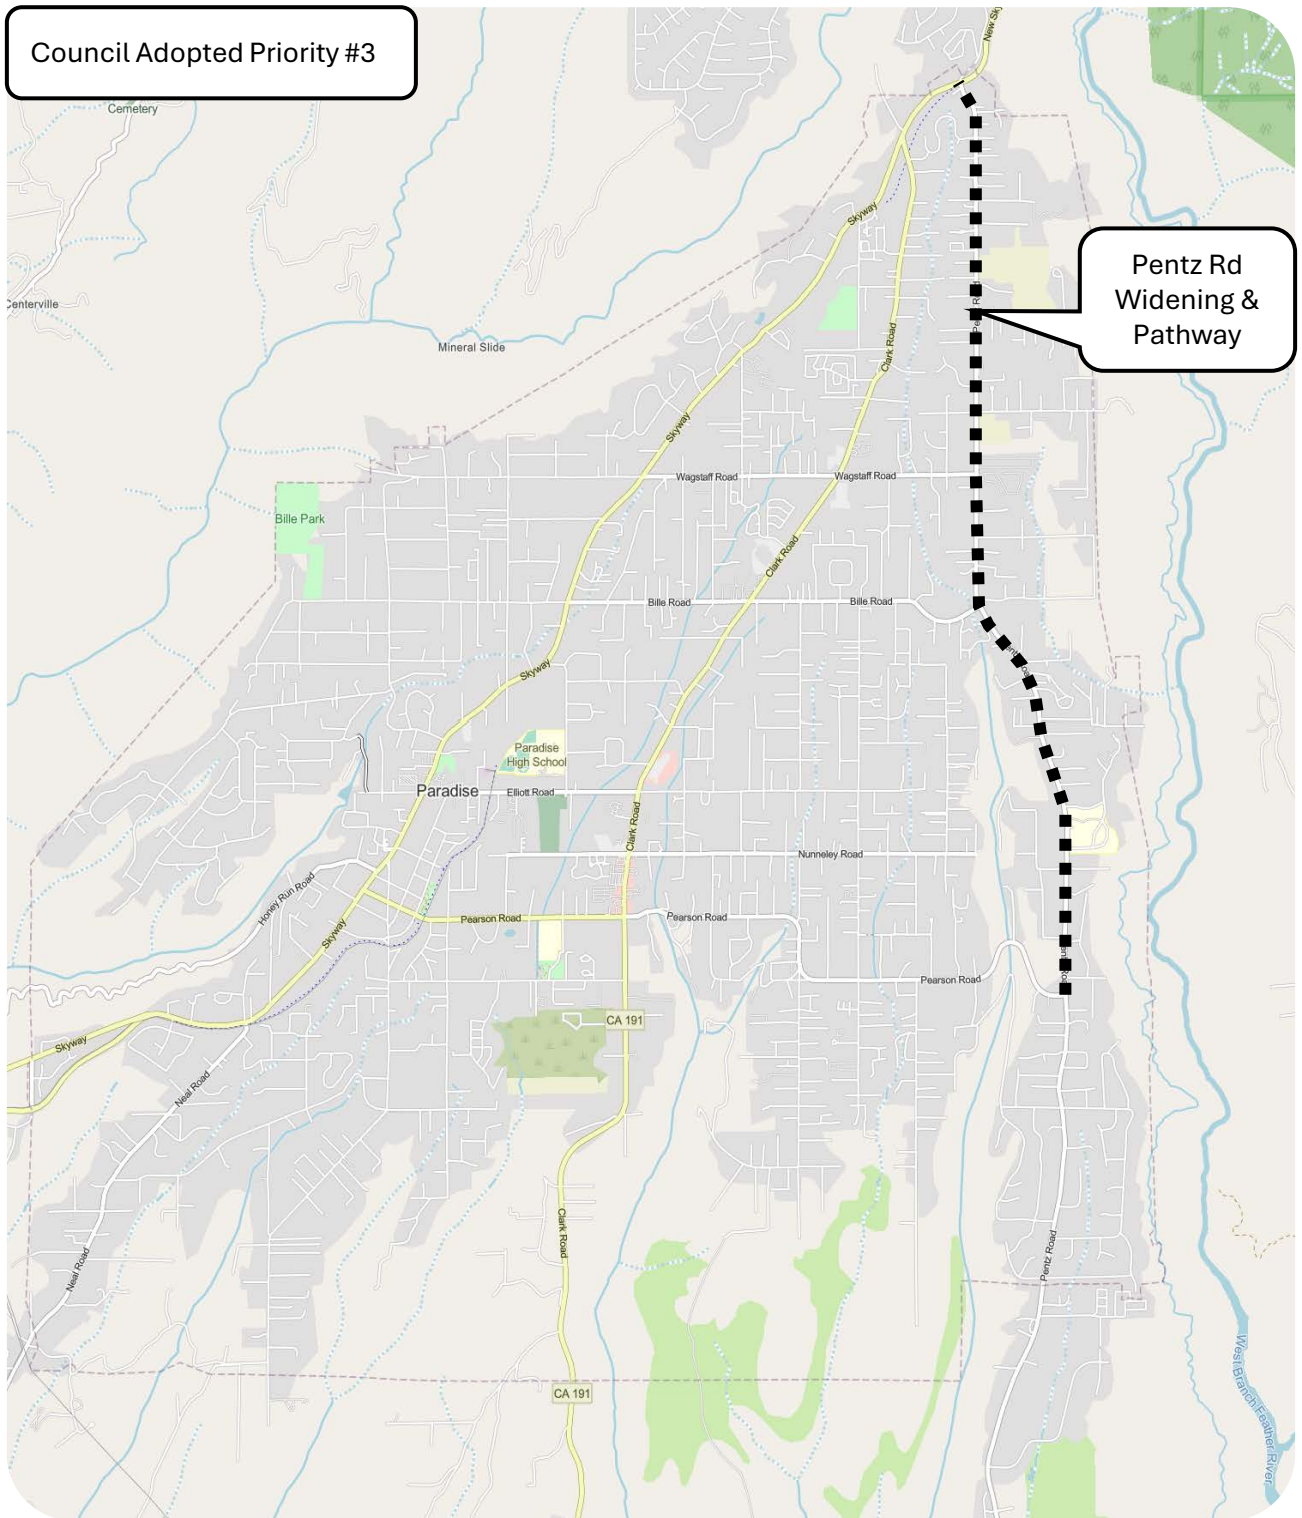 Council Adopted Priority #3
New Sky
Cemetery
Skyway
Pentz Rd
Widening &
Pathway
Centerville
Mineral Slide
Clark Road
Skyway
Wagstaff Road
Wagstaff Road
Bille Park
Clark Road
Bille Road
Bille Road
Skyway
Paradise
High School
Paradise
Elliott Road
Clark Road
Nunneley Road
Honey Run Road
Pearson Road
Pearson Road
Skyway
Pearson Road
CA 191
Skyway
Neal Road
Clark Road
Pentz Road
Neal Road
CA 191
West Branch Feather River